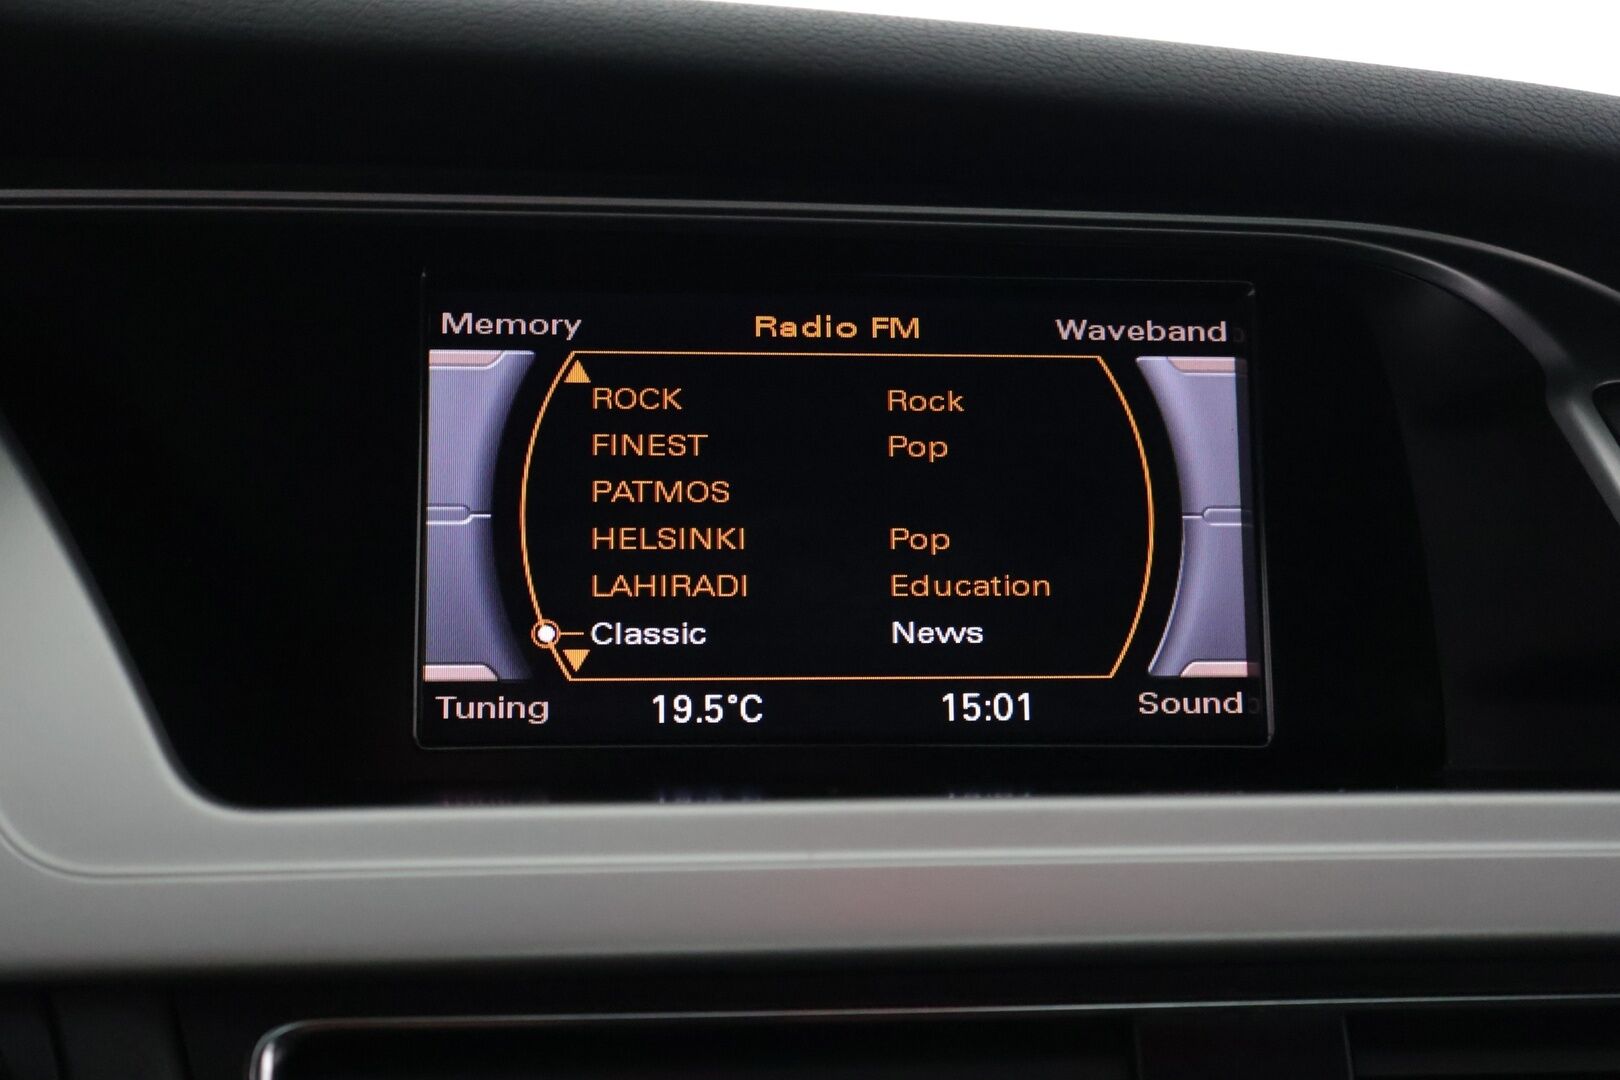 Memory Radio FM Waveband
ROCK Rock
FINEST Pop
PATMOS
HELSINKI Pop
LAHIRADI Education
Classic News
Tuning 19.5°C 15:01 Sound